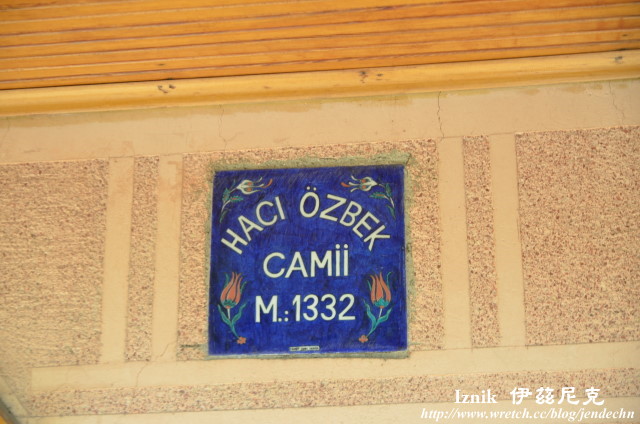 HACI ÖZBEK
CAMİİ
M.:1332
Iznik 伊茲尼克
http://www.wretch.cc/blog/jendechn